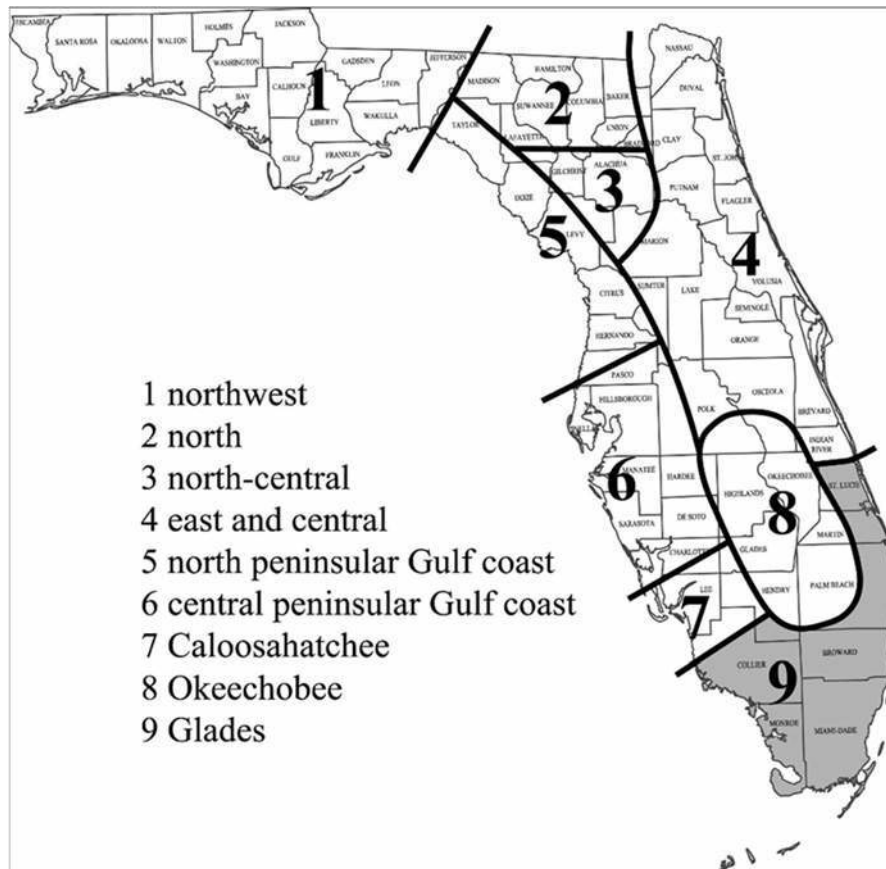 ESCAMBIA
SANTA ROSA
OKALOOSA
WALTON
HOLMES
JACKSON
WASHINGTON
BAY
CALHOUN
GULF
LIBERTY
FRANKLIN
GADSDEN
LEON
WAKULLA
JEFFERSON
1
MADISON
TAYLOR
HAMILTON
SUWANNEE
COLUMBIA
BAKER
LAFAYETTE
UNION
BRADFORD
2
NASSAU
DUVAL
CLAY
PUTNAM
FLAGLER
GILCHRIST
ALACHUA
3
DIXIE
LEVY
5
MARION
4
VOLUSIA
CITRUS
SUMTER
LAKE
SEMINOLE
ORANGE
HERNANDO
PASCO
HILLSBOROUGH
POLK
OSCEOLA
BREVARD
INDIAN
RIVER
MANATEE
6
HARDEE
HIGHLANDS
OKEECHOBEE
8
ST. LUCIE
SARASOTA
DE SOTO
MARTIN
CHARLOTTE
GLADES
LEE
7
HENDRY
PALM BEACH
COLLIER
9
BROWARD
MONROE
MIAMI-DADE
1 northwest
2 north
3 north-central
4 east and central
5 north peninsular Gulf coast
6 central peninsular Gulf coast
7 Caloosahatchee
8 Okeechobee
9 Glades